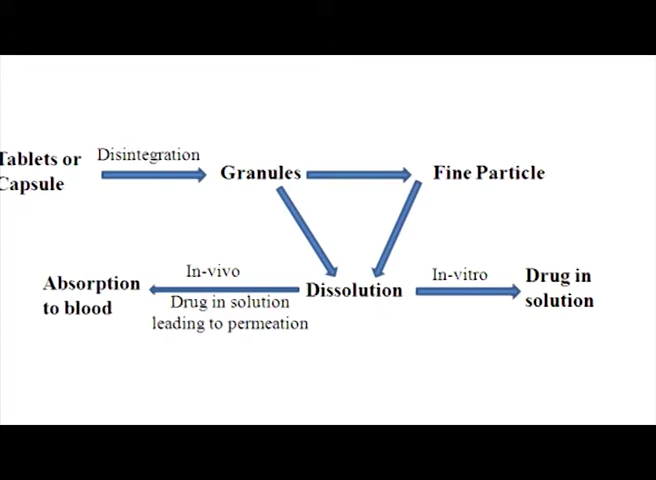 Tablets or
Capsule
Disintegration
Granules
Fine Particle
Absorption
to blood
In-vivo
Drug in solution
leading to permeation
Dissolution
In-vitro
Drug in
solution